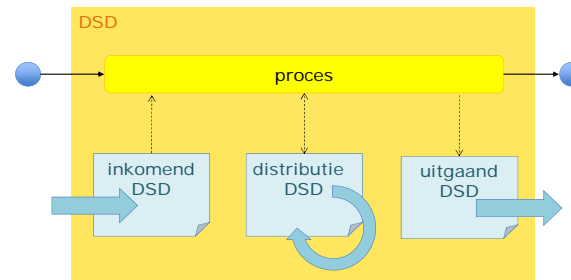 DSD
proces
inkomend
DSD
distributie
DSD
uitgaand
DSD